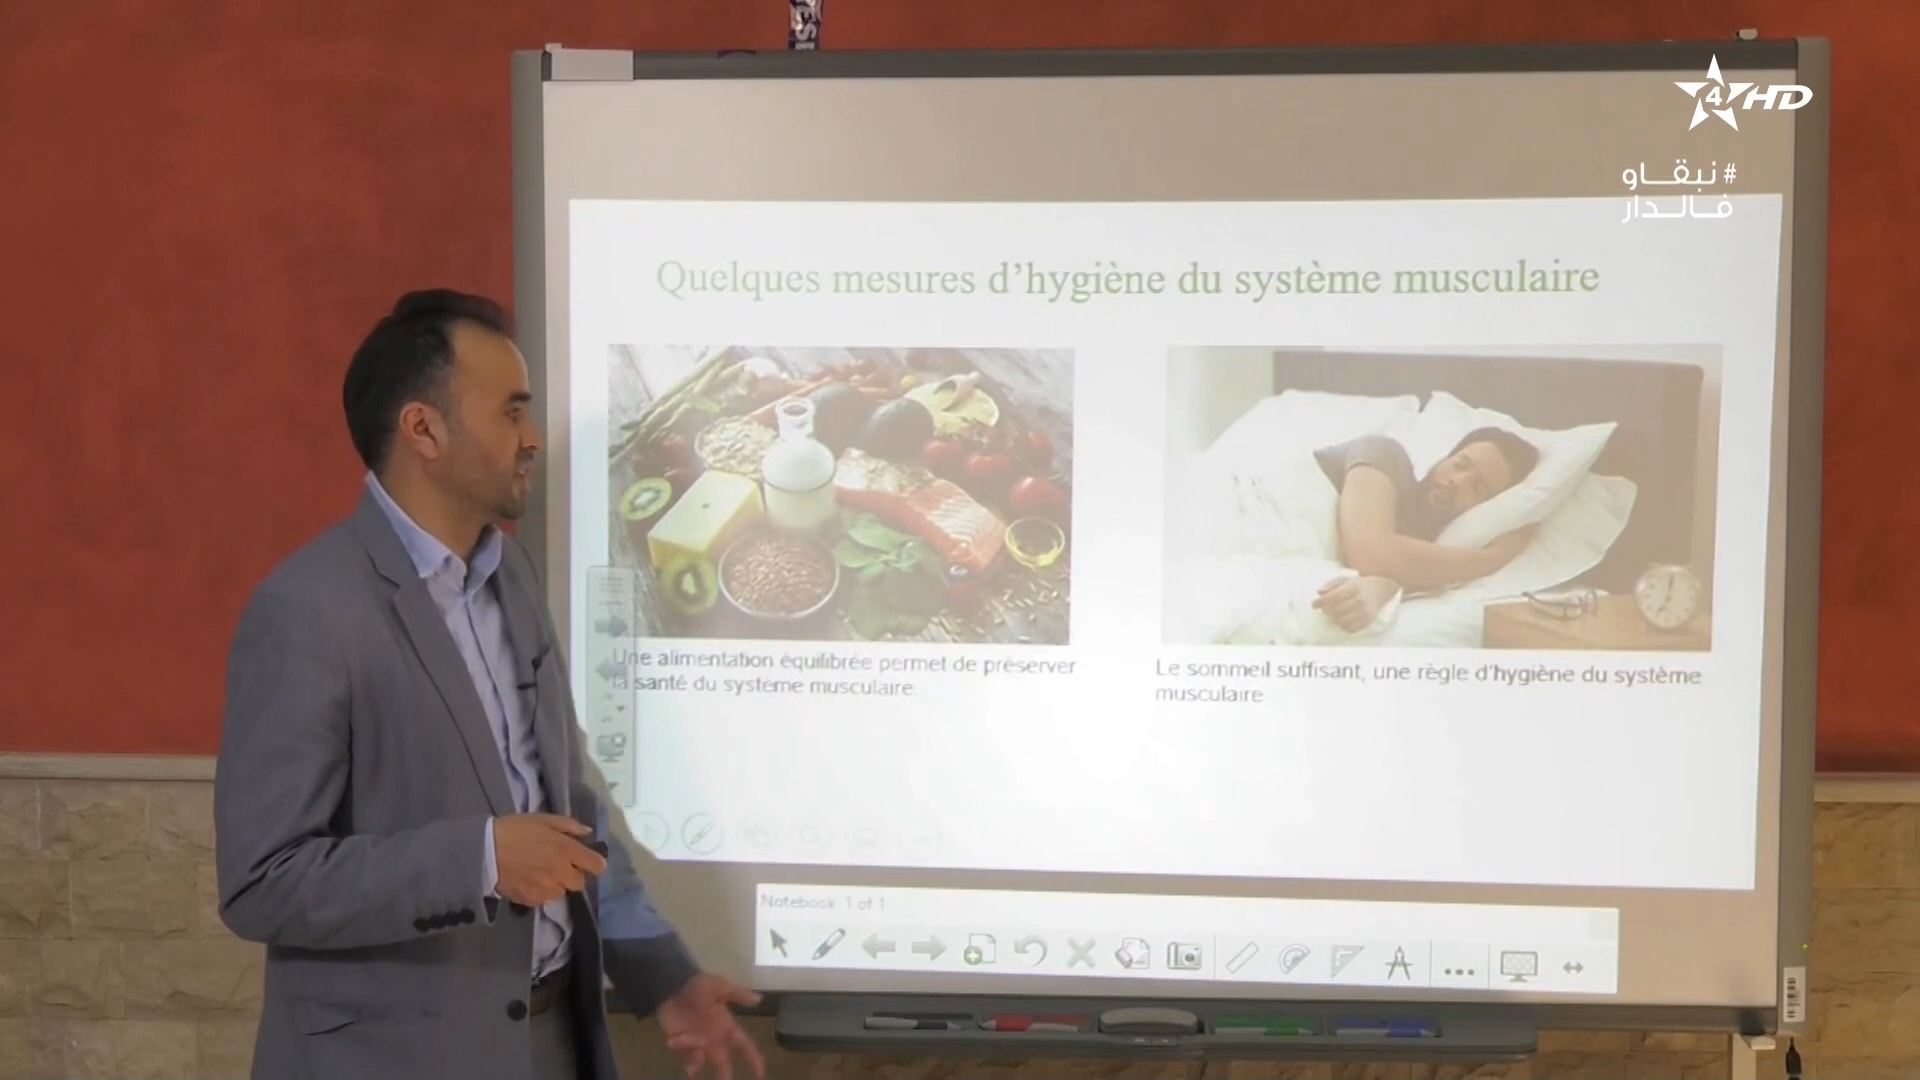 4 HD
#نبقاو
فالدار
Quelques mesures d'hygiène du système musculaire
Une alimentation équilibrée permet de préserver
la santé du système musculaire
Le sommeil suffisant, une règle d'hygiène du système
musculaire
Notebook 1 of 1